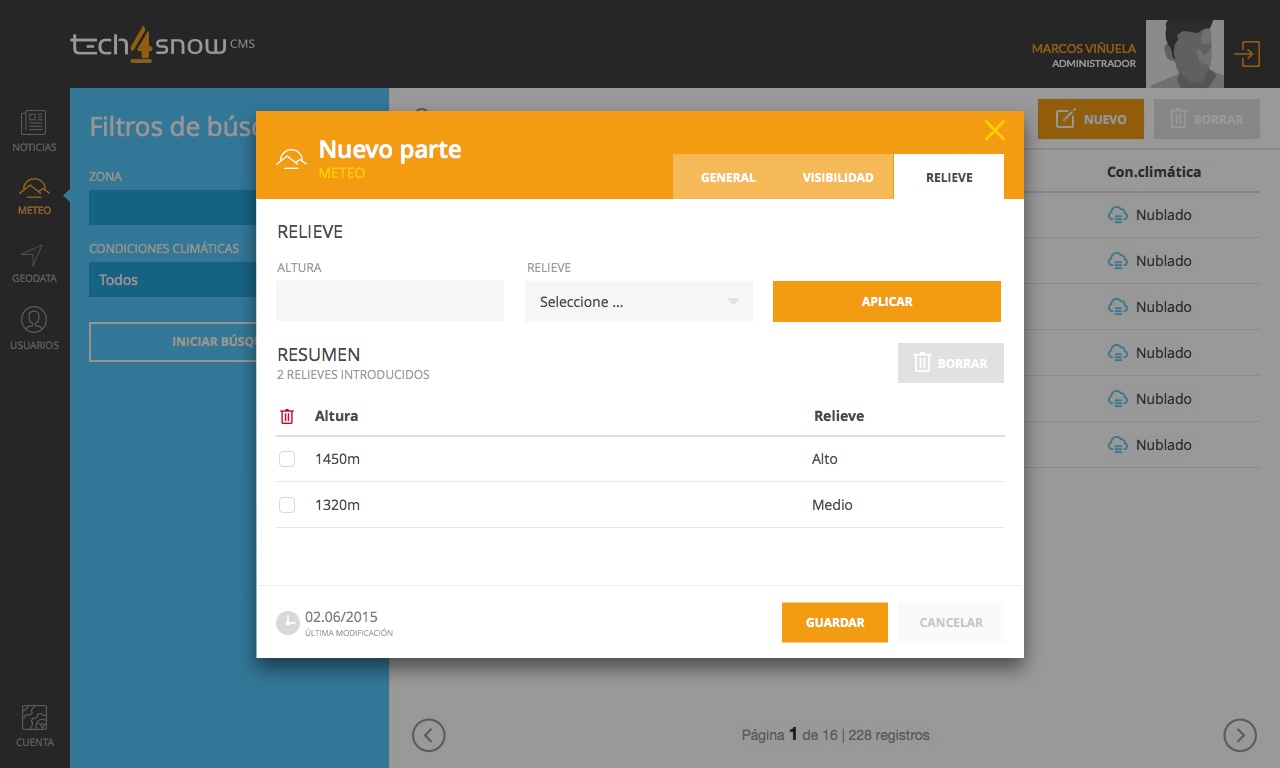 tech4snow CMS
MARCOS VIÑUELA
ADMINISTRADOR
NOTICIAS
METEO
GEODATA
USUARIOS
CUENTA
Filtros de búsq
ZONA
CONDICIONES CLIMÁTICAS
Todos
INICIAR BÚSQ
NUEVO
BORRAR
Con.climática
Nublado
Nublado
Nublado
Nublado
Nublado
Nublado
Nuevo parte
METEO
GENERAL
VISIBILIDAD
RELIEVE
RELIEVE
ALTURA
RELIEVE
Seleccione ...
APLICAR
RESUMEN
2 RELIEVES INTRODUCIDOS
BORRAR
Altura Relieve
1450m Alto
1320m Medio
02.06/2015
ÚLTIMA MODIFICACIÓN
GUARDAR
CANCELAR
Página 1 de 16 | 228 registros